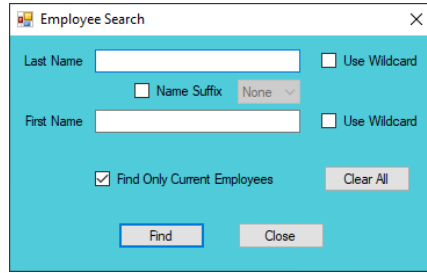 Employee Search
Last Name Use Wildcard
Name Suffix None
First Name Use Wildcard
Find Only Current Employees Clear All
Find Close